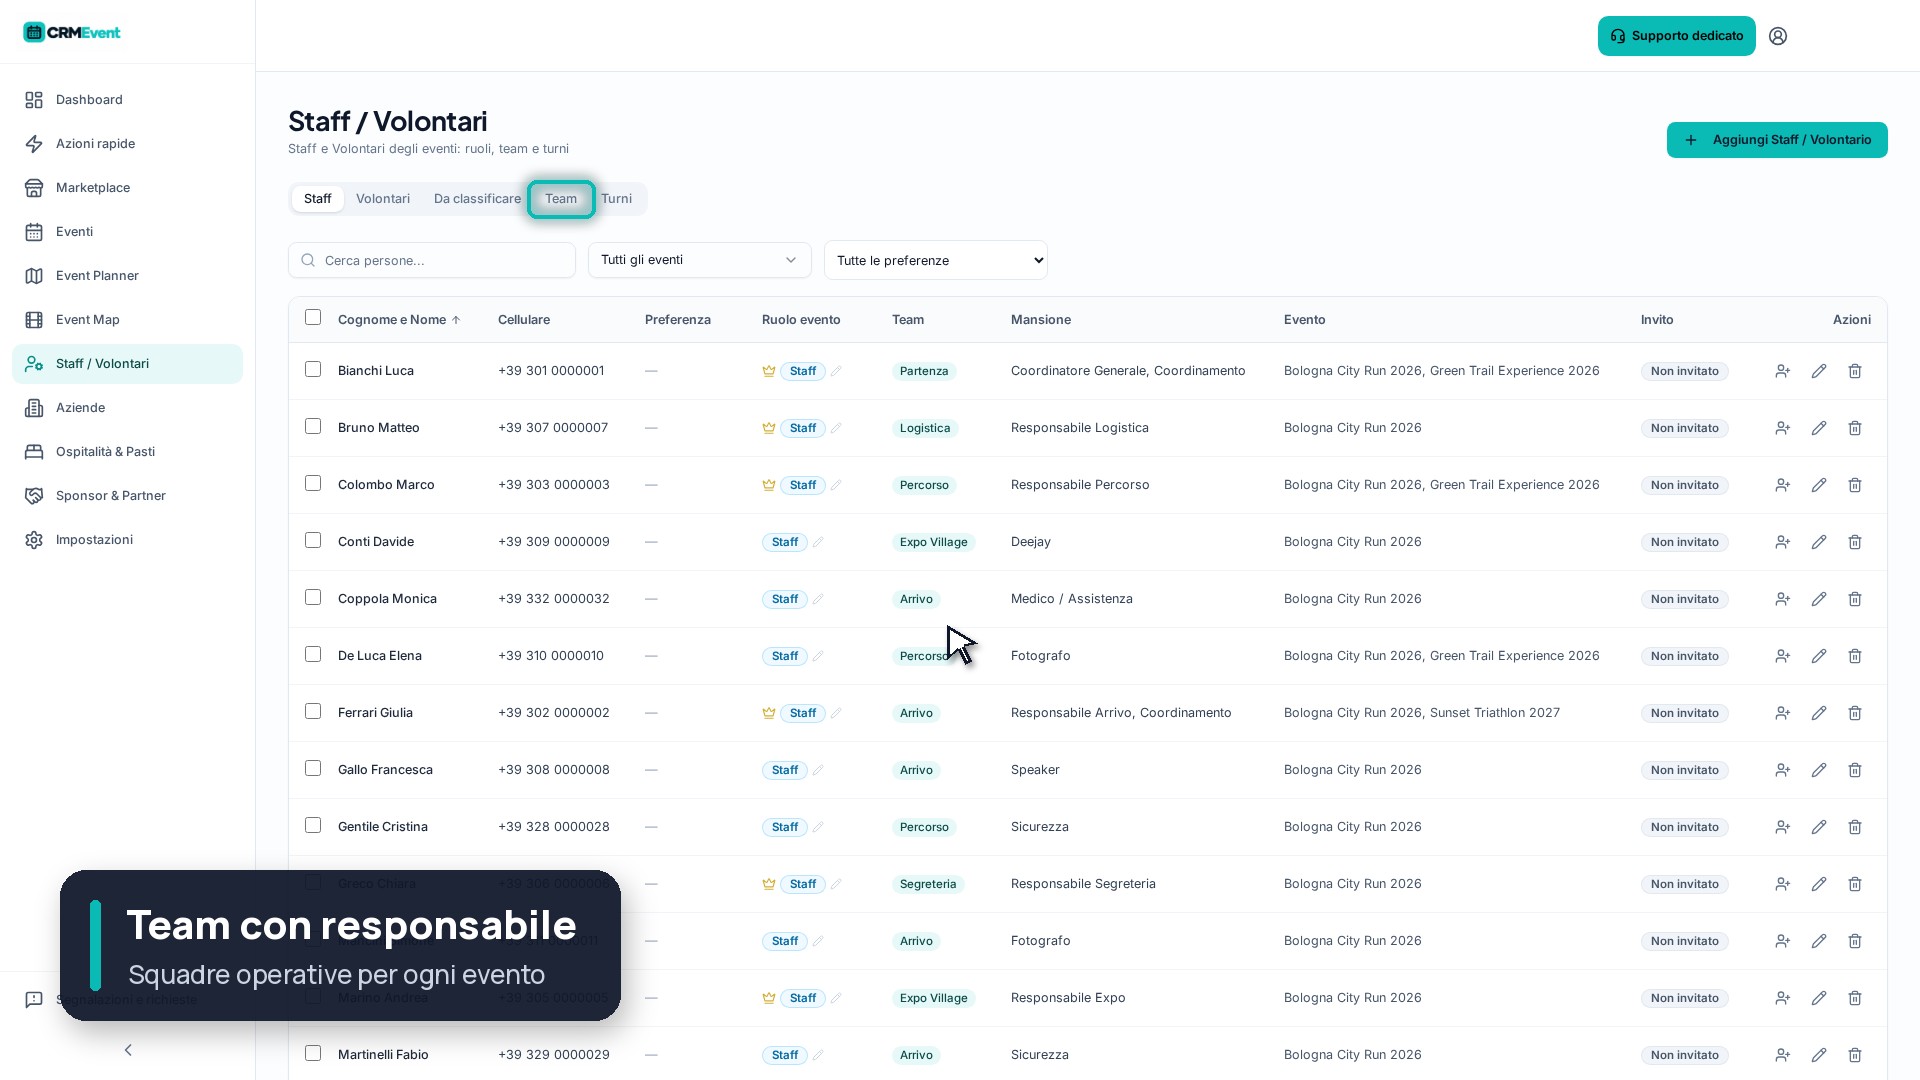 CRMEvent
Supporto dedicato
Dashboard
Azioni rapide
Marketplace
Eventi
Event Planner
Event Map
Staff / Volontari
Aziende
Ospitalità & Pasti
Sponsor & Partner
Impostazioni
Staff / Volontari
Staff e Volontari degli eventi: ruoli, team e turni
Aggiungi Staff / Volontario
Staff Volontari Da classificare Team Turni
Cerca persone... Tutti gli eventi Tutte le preferenze
Cognome e Nome Cellulare Preferenza Ruolo evento Team Mansione Evento Invito Azioni
Bianchi Luca +39 301 0000001 — Staff Partenza Coordinatore Generale, Coordinamento Bologna City Run 2026, Green Trail Experience 2026 Non invitato
Bruno Matteo +39 307 0000007 — Staff Logistica Responsabile Logistica Bologna City Run 2026 Non invitato
Colombo Marco +39 303 0000003 — Staff Percorso Responsabile Percorso Bologna City Run 2026, Green Trail Experience 2026 Non invitato
Conti Davide +39 309 0000009 — Staff Expo Village Deejay Bologna City Run 2026 Non invitato
Coppola Monica +39 332 0000032 — Staff Arrivo Medico / Assistenza Bologna City Run 2026 Non invitato
De Luca Elena +39 310 0000010 — Staff Percorso Fotografo Bologna City Run 2026, Green Trail Experience 2026 Non invitato
Ferrari Giulia +39 302 0000002 — Staff Arrivo Responsabile Arrivo, Coordinamento Bologna City Run 2026, Sunset Triathlon 2027 Non invitato
Gallo Francesca +39 308 0000008 — Staff Arrivo Speaker Bologna City Run 2026 Non invitato
Gentile Cristina +39 328 0000028 — Staff Percorso Sicurezza Bologna City Run 2026 Non invitato
Greco Chiara +39 306 0000006 — Staff Segreteria Responsabile Segreteria Bologna City Run 2026 Non invitato
— Staff Arrivo Fotografo Bologna City Run 2026 Non invitato
Marino Andrea +39 305 0000005 — Staff Expo Village Responsabile Expo Bologna City Run 2026 Non invitato
Martinelli Fabio +39 329 0000029 — Staff Arrivo Sicurezza Bologna City Run 2026 Non invitato
Segnalazioni e richieste
Team con responsabile
Squadre operative per ogni evento